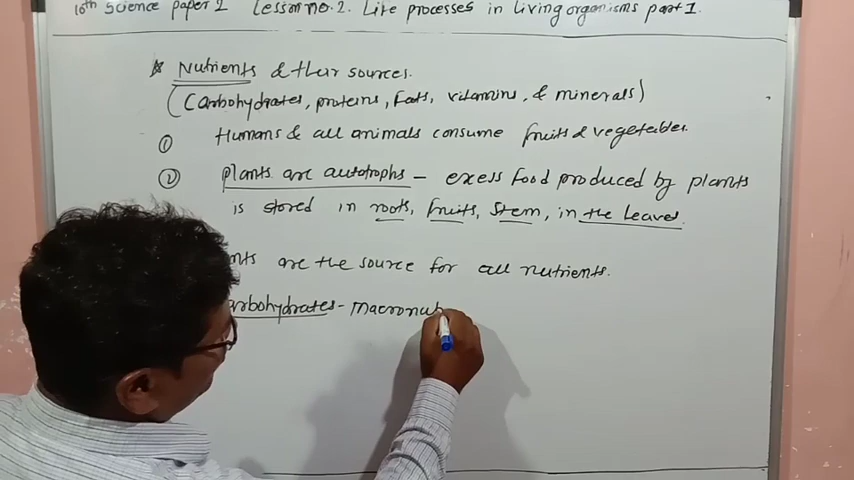 10th Science paper 2 Lesson no. 2. Life processes in living organisms part 1.
* Nutrients & their sources.
(Carbohydrates, proteins, Fats, vitamins, & minerals)
① Humans & all animals consume fruits & vegetables.
② Plants are autotrophs - excess food produced by plants
is stored in roots, fruits, stem, in the leaves.
nts are the source for all nutrients.
arbohydrates - Macronut